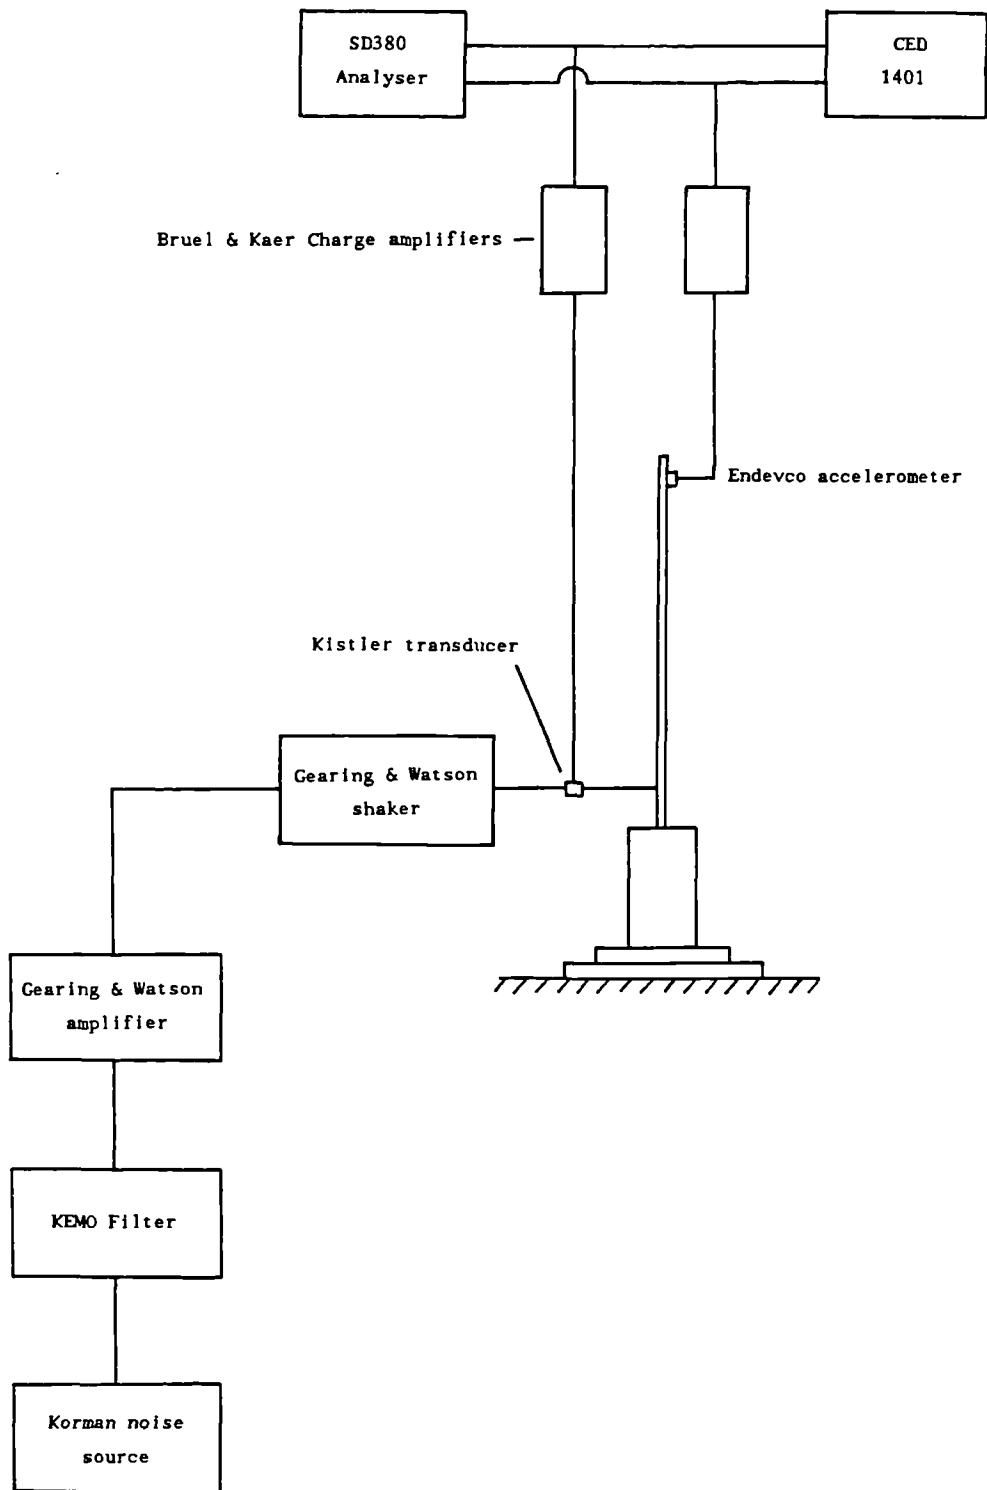 SD380
Analyser
CED
1401
Bruel & Kaer Charge amplifiers
Endevco accelerometer
Kistler transducer
Gearing & Watson
shaker
Gearing & Watson
amplifier
KEMO Filter
Korman noise
source